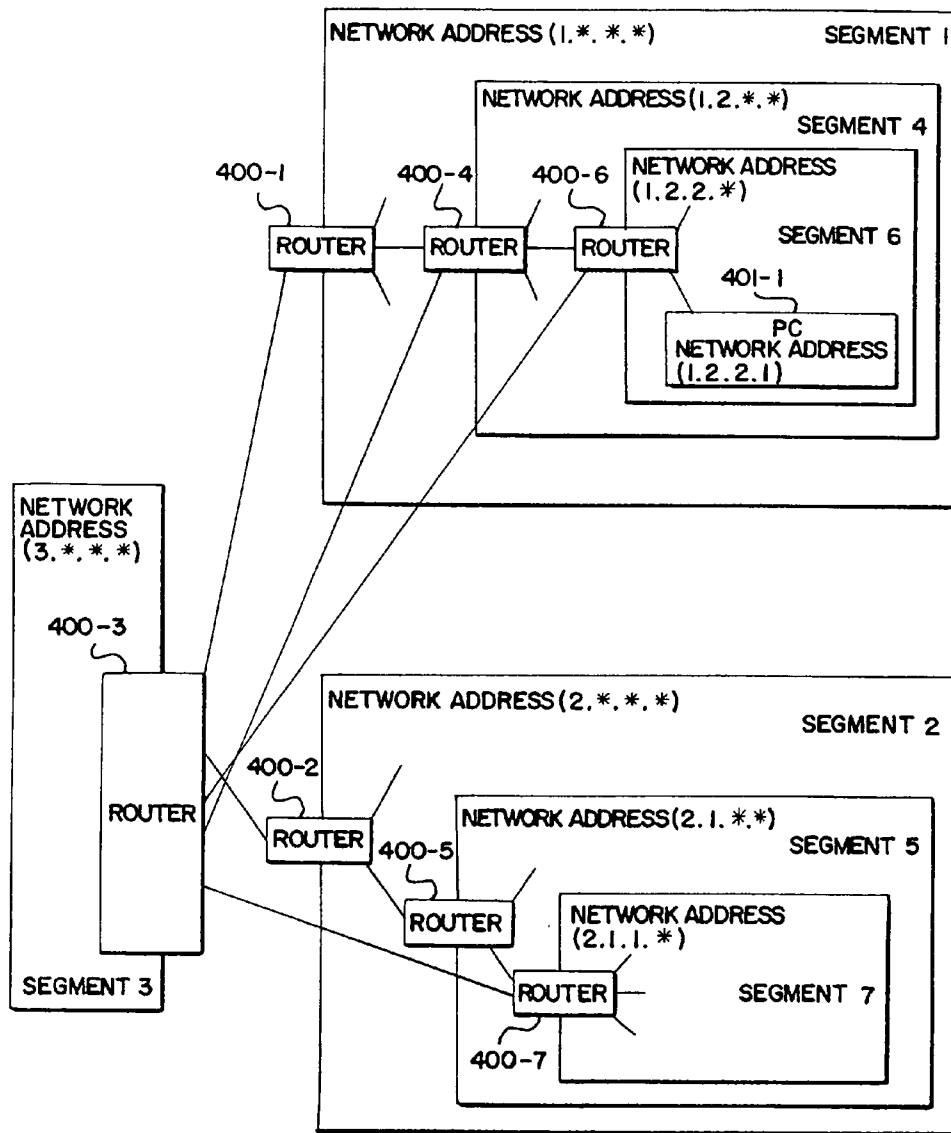 NETWORK ADDRESS (1.*.*.*)
SEGMENT 1
NETWORK ADDRESS (1.2.*.*)
SEGMENT 4
400-1
400-4
400-6
NETWORK ADDRESS
(1.2.2.*)
ROUTER
ROUTER
ROUTER
SEGMENT 6
401-1
PC
NETWORK ADDRESS
(1.2.2.1)
NETWORK
ADDRESS
(3.*.*.*)
400-3
ROUTER
SEGMENT 3
NETWORK ADDRESS (2.*.*.*)
SEGMENT 2
400-2
ROUTER
NETWORK ADDRESS (2.1.*.*)
SEGMENT 5
400-5
ROUTER
NETWORK ADDRESS
(2.1.1.*)
ROUTER
SEGMENT 7
400-7